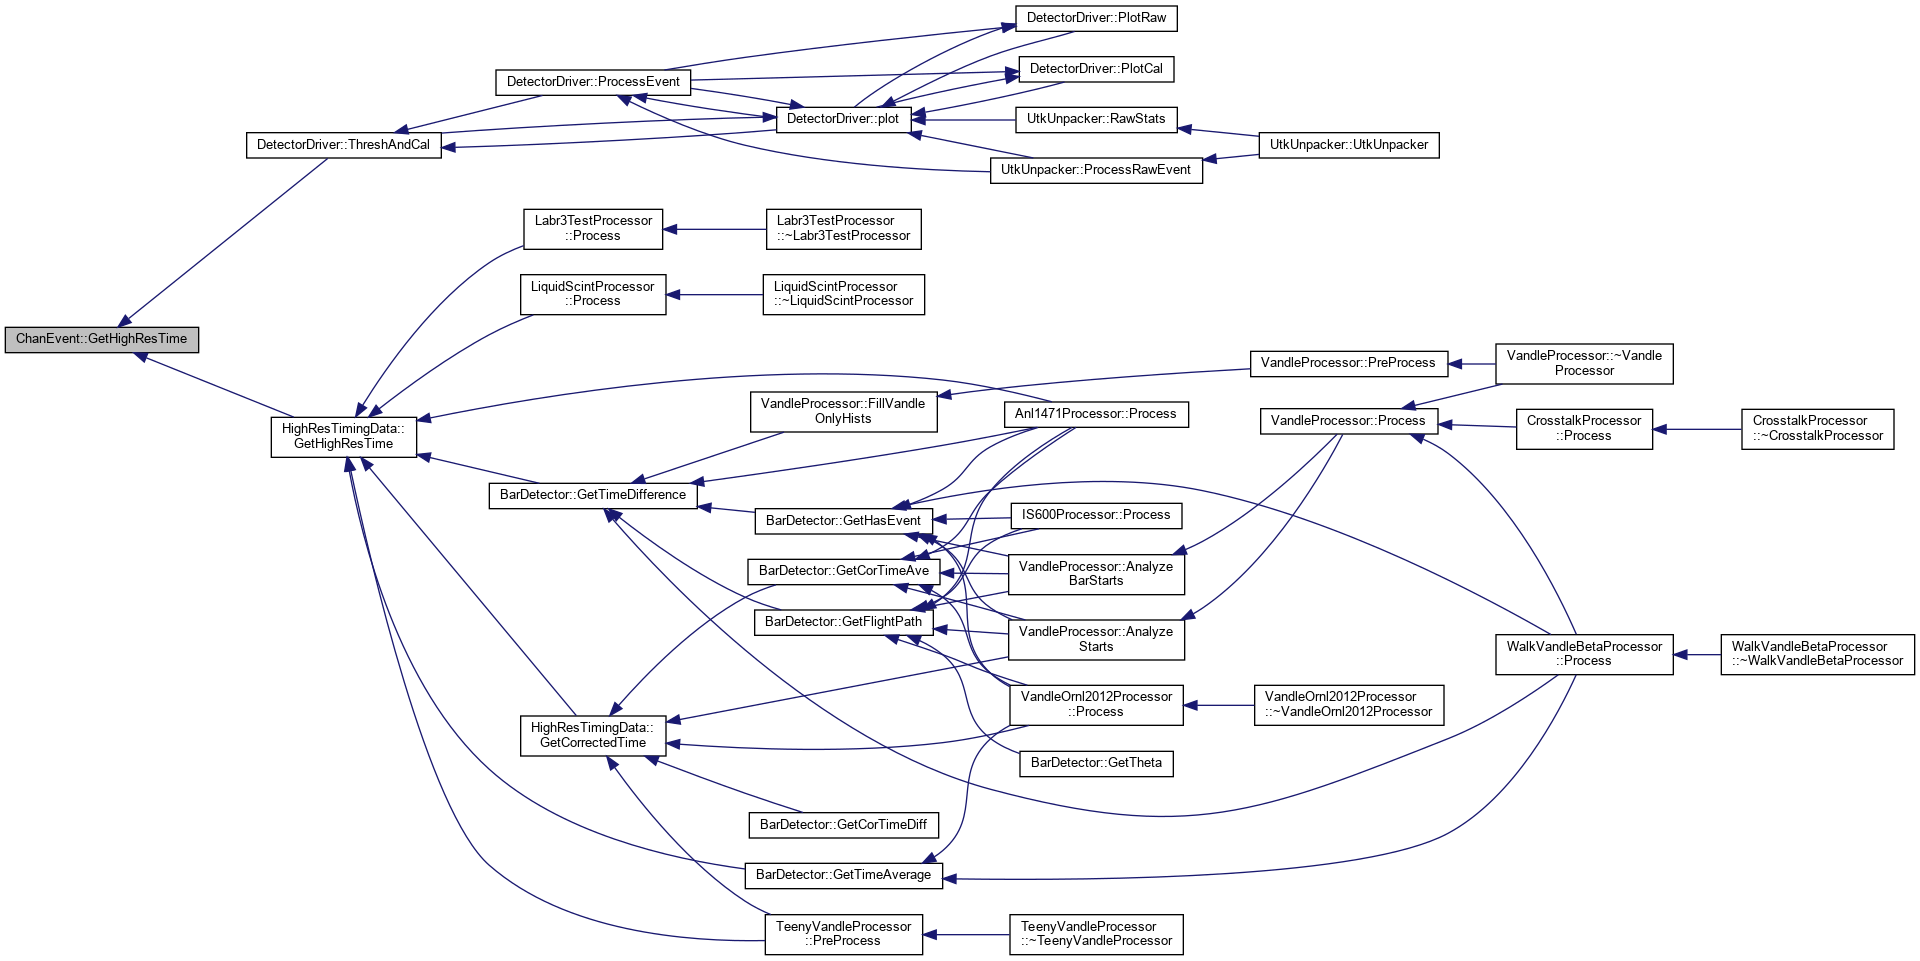 DetectorDriver::PlotRaw
DetectorDriver::ProcessEvent
DetectorDriver::PlotCal
DetectorDriver::plot
UtkUnpacker::RawStats
DetectorDriver::ThreshAndCal
UtkUnpacker::UtkUnpacker
UtkUnpacker::ProcessRawEvent
Labr3TestProcessor
::Process
Labr3TestProcessor
::~Labr3TestProcessor
LiquidScintProcessor
::Process
LiquidScintProcessor
::~LiquidScintProcessor
ChanEvent::GetHighResTime
VandleProcessor::PreProcess
VandleProcessor::~Vandle
Processor
VandleProcessor::FillVandle
OnlyHists
Anl1471Processor::Process
VandleProcessor::Process
CrosstalkProcessor
::Process
CrosstalkProcessor
::~CrosstalkProcessor
HighResTimingData::
GetHighResTime
BarDetector::GetTimeDifference
BarDetector::GetHasEvent
IS600Processor::Process
BarDetector::GetCorTimeAve
VandleProcessor::Analyze
BarStarts
BarDetector::GetFlightPath
VandleProcessor::Analyze
Starts
WalkVandleBetaProcessor
::Process
WalkVandleBetaProcessor
::~WalkVandleBetaProcessor
VandleOrnl2012Processor
::Process
VandleOrnl2012Processor
::~VandleOrnl2012Processor
HighResTimingData::
GetCorrectedTime
BarDetector::GetTheta
BarDetector::GetCorTimeDiff
BarDetector::GetTimeAverage
TeenyVandleProcessor
::PreProcess
TeenyVandleProcessor
::~TeenyVandleProcessor